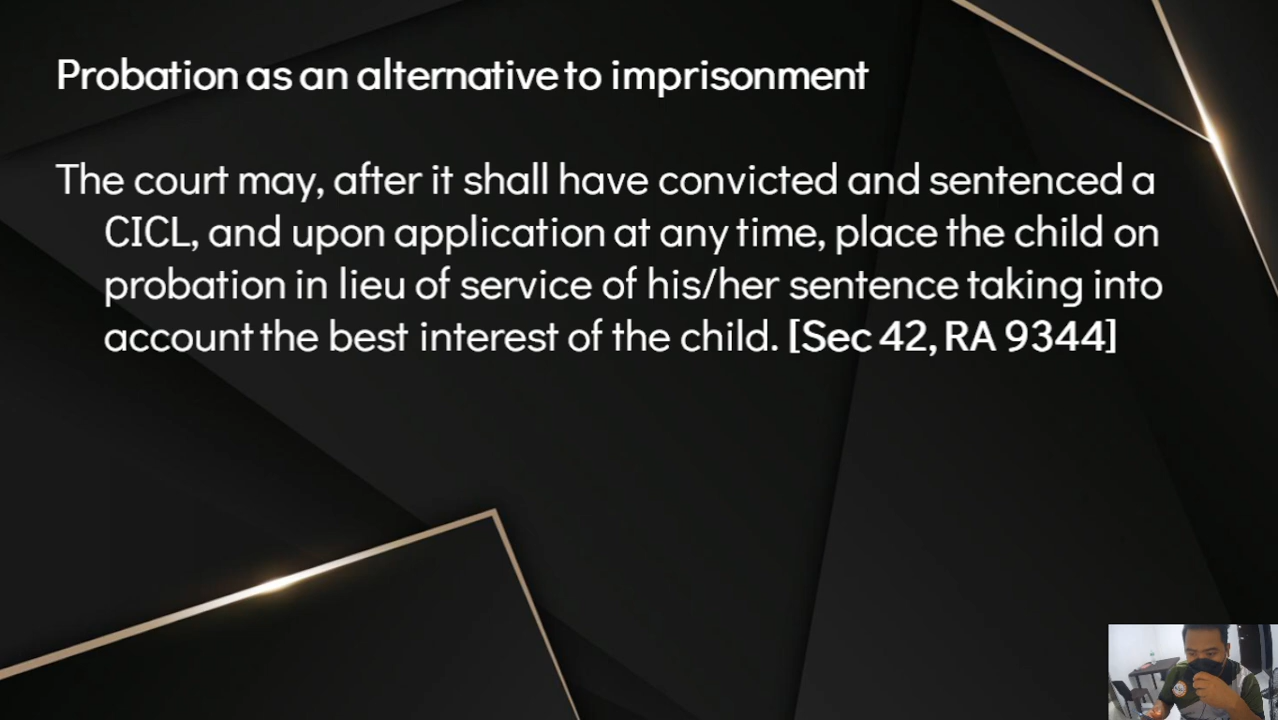 Probation as an alternative to imprisonment
The court may, after it shall have convicted and sentenced a
CICL, and upon application at any time, place the child on
probation in lieu of service of his/her sentence taking into
account the best interest of the child. [Sec 42, RA 9344]